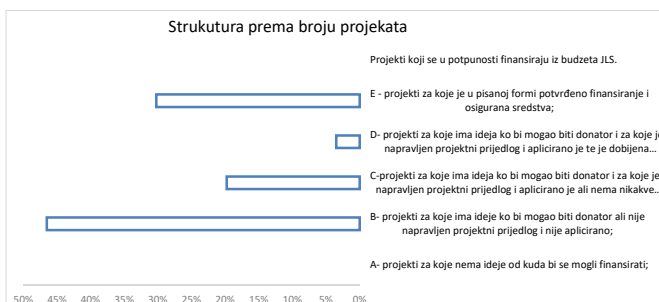 Strukutura prema broju projekata
Projekti koji se u potpunosti finansiraju iz budzeta JLS.
E - projekti za koje je u pisanoj formi potvrđeno finansiranje i
osigurana sredstva;
D- projekti za koje ima ideja ko bi mogao biti donator i za koje je
napravljen projektni prijedlog i aplicirano je te je dobijena...
C-projekti za koje ima ideja ko bi mogao biti donator i za koje je
napravljen projektni prijedlog i aplicirano je ali nema nikakve...
B- projekti za koje ima ideje ko bi mogao biti donator ali nije
napravljen projektni prijedlog i nije aplicirano;
A- projekti za koje nema ideje od kuda bi se mogli finansirati;
50% 45% 40% 35% 30% 25% 20% 15% 10% 5% 0%